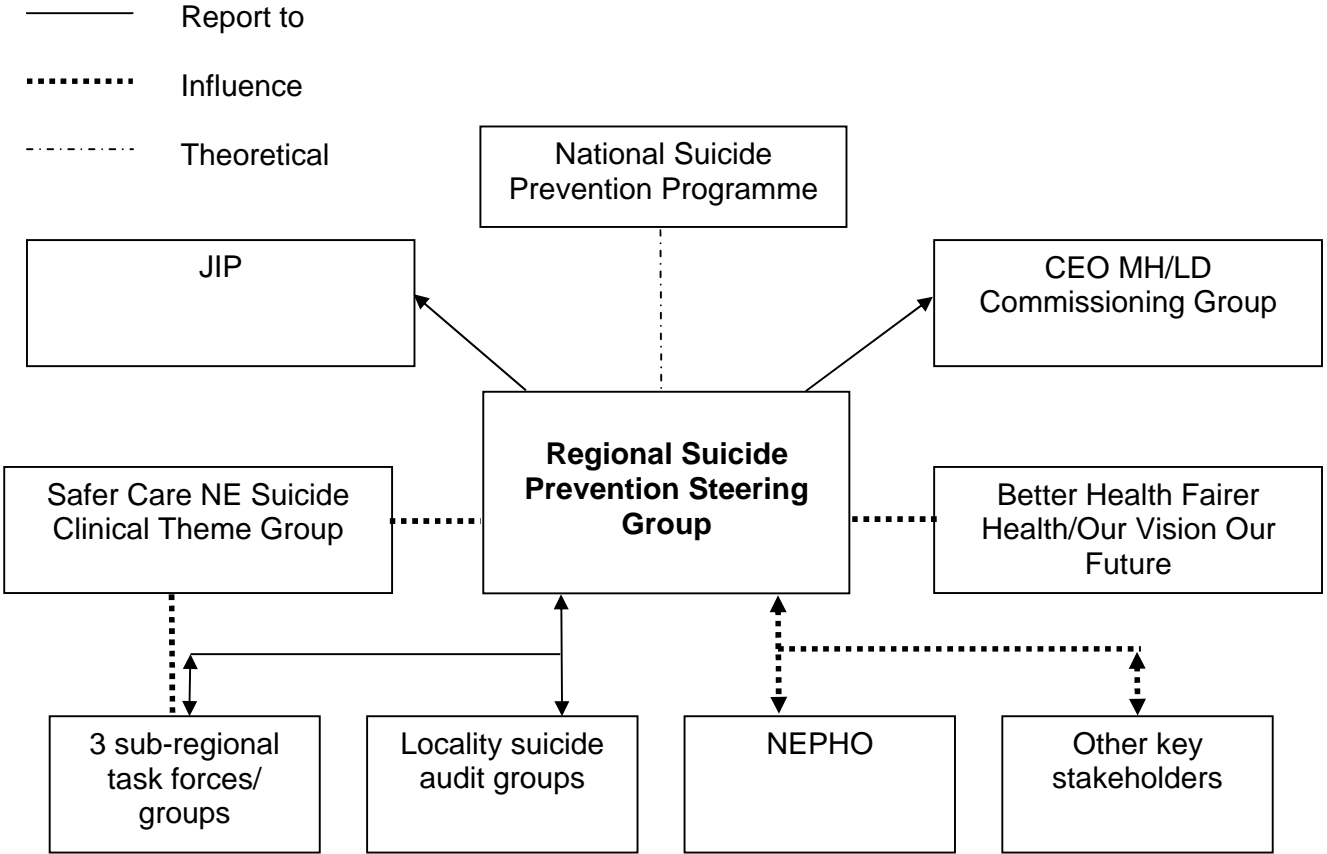 Report to
Influence
Theoretical
National Suicide
Prevention Programme
JIP
CEO MH/LD
Commissioning Group
Regional Suicide
Prevention Steering
Group
Safer Care NE Suicide
Clinical Theme Group
Better Health Fairer
Health/Our Vision Our
Future
3 sub-regional
task forces/
groups
Locality suicide
audit groups
NEPHO
Other key
stakeholders